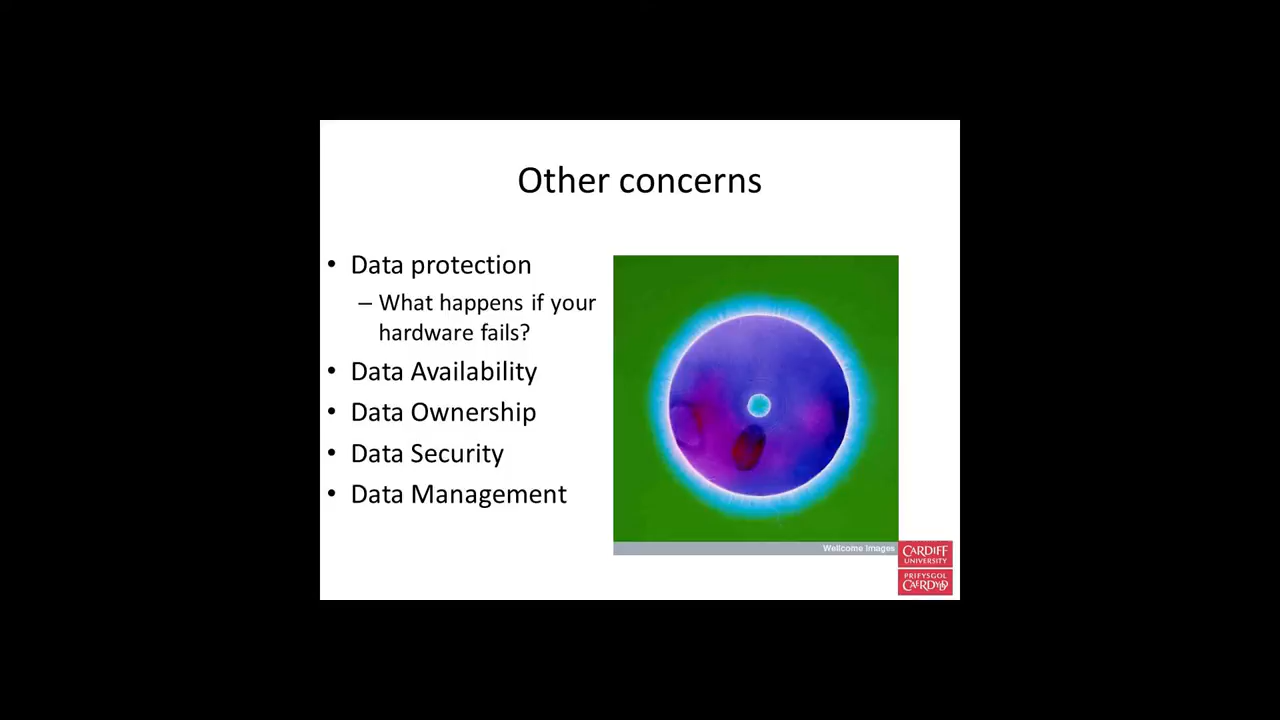 Other concerns
• Data protection
– What happens if your
hardware fails?
• Data Availability
• Data Ownership
• Data Security
• Data Management
Wellcome Images
CARDIFF
UNIVERSITY
PRIFYSGOL
CAERDYDD